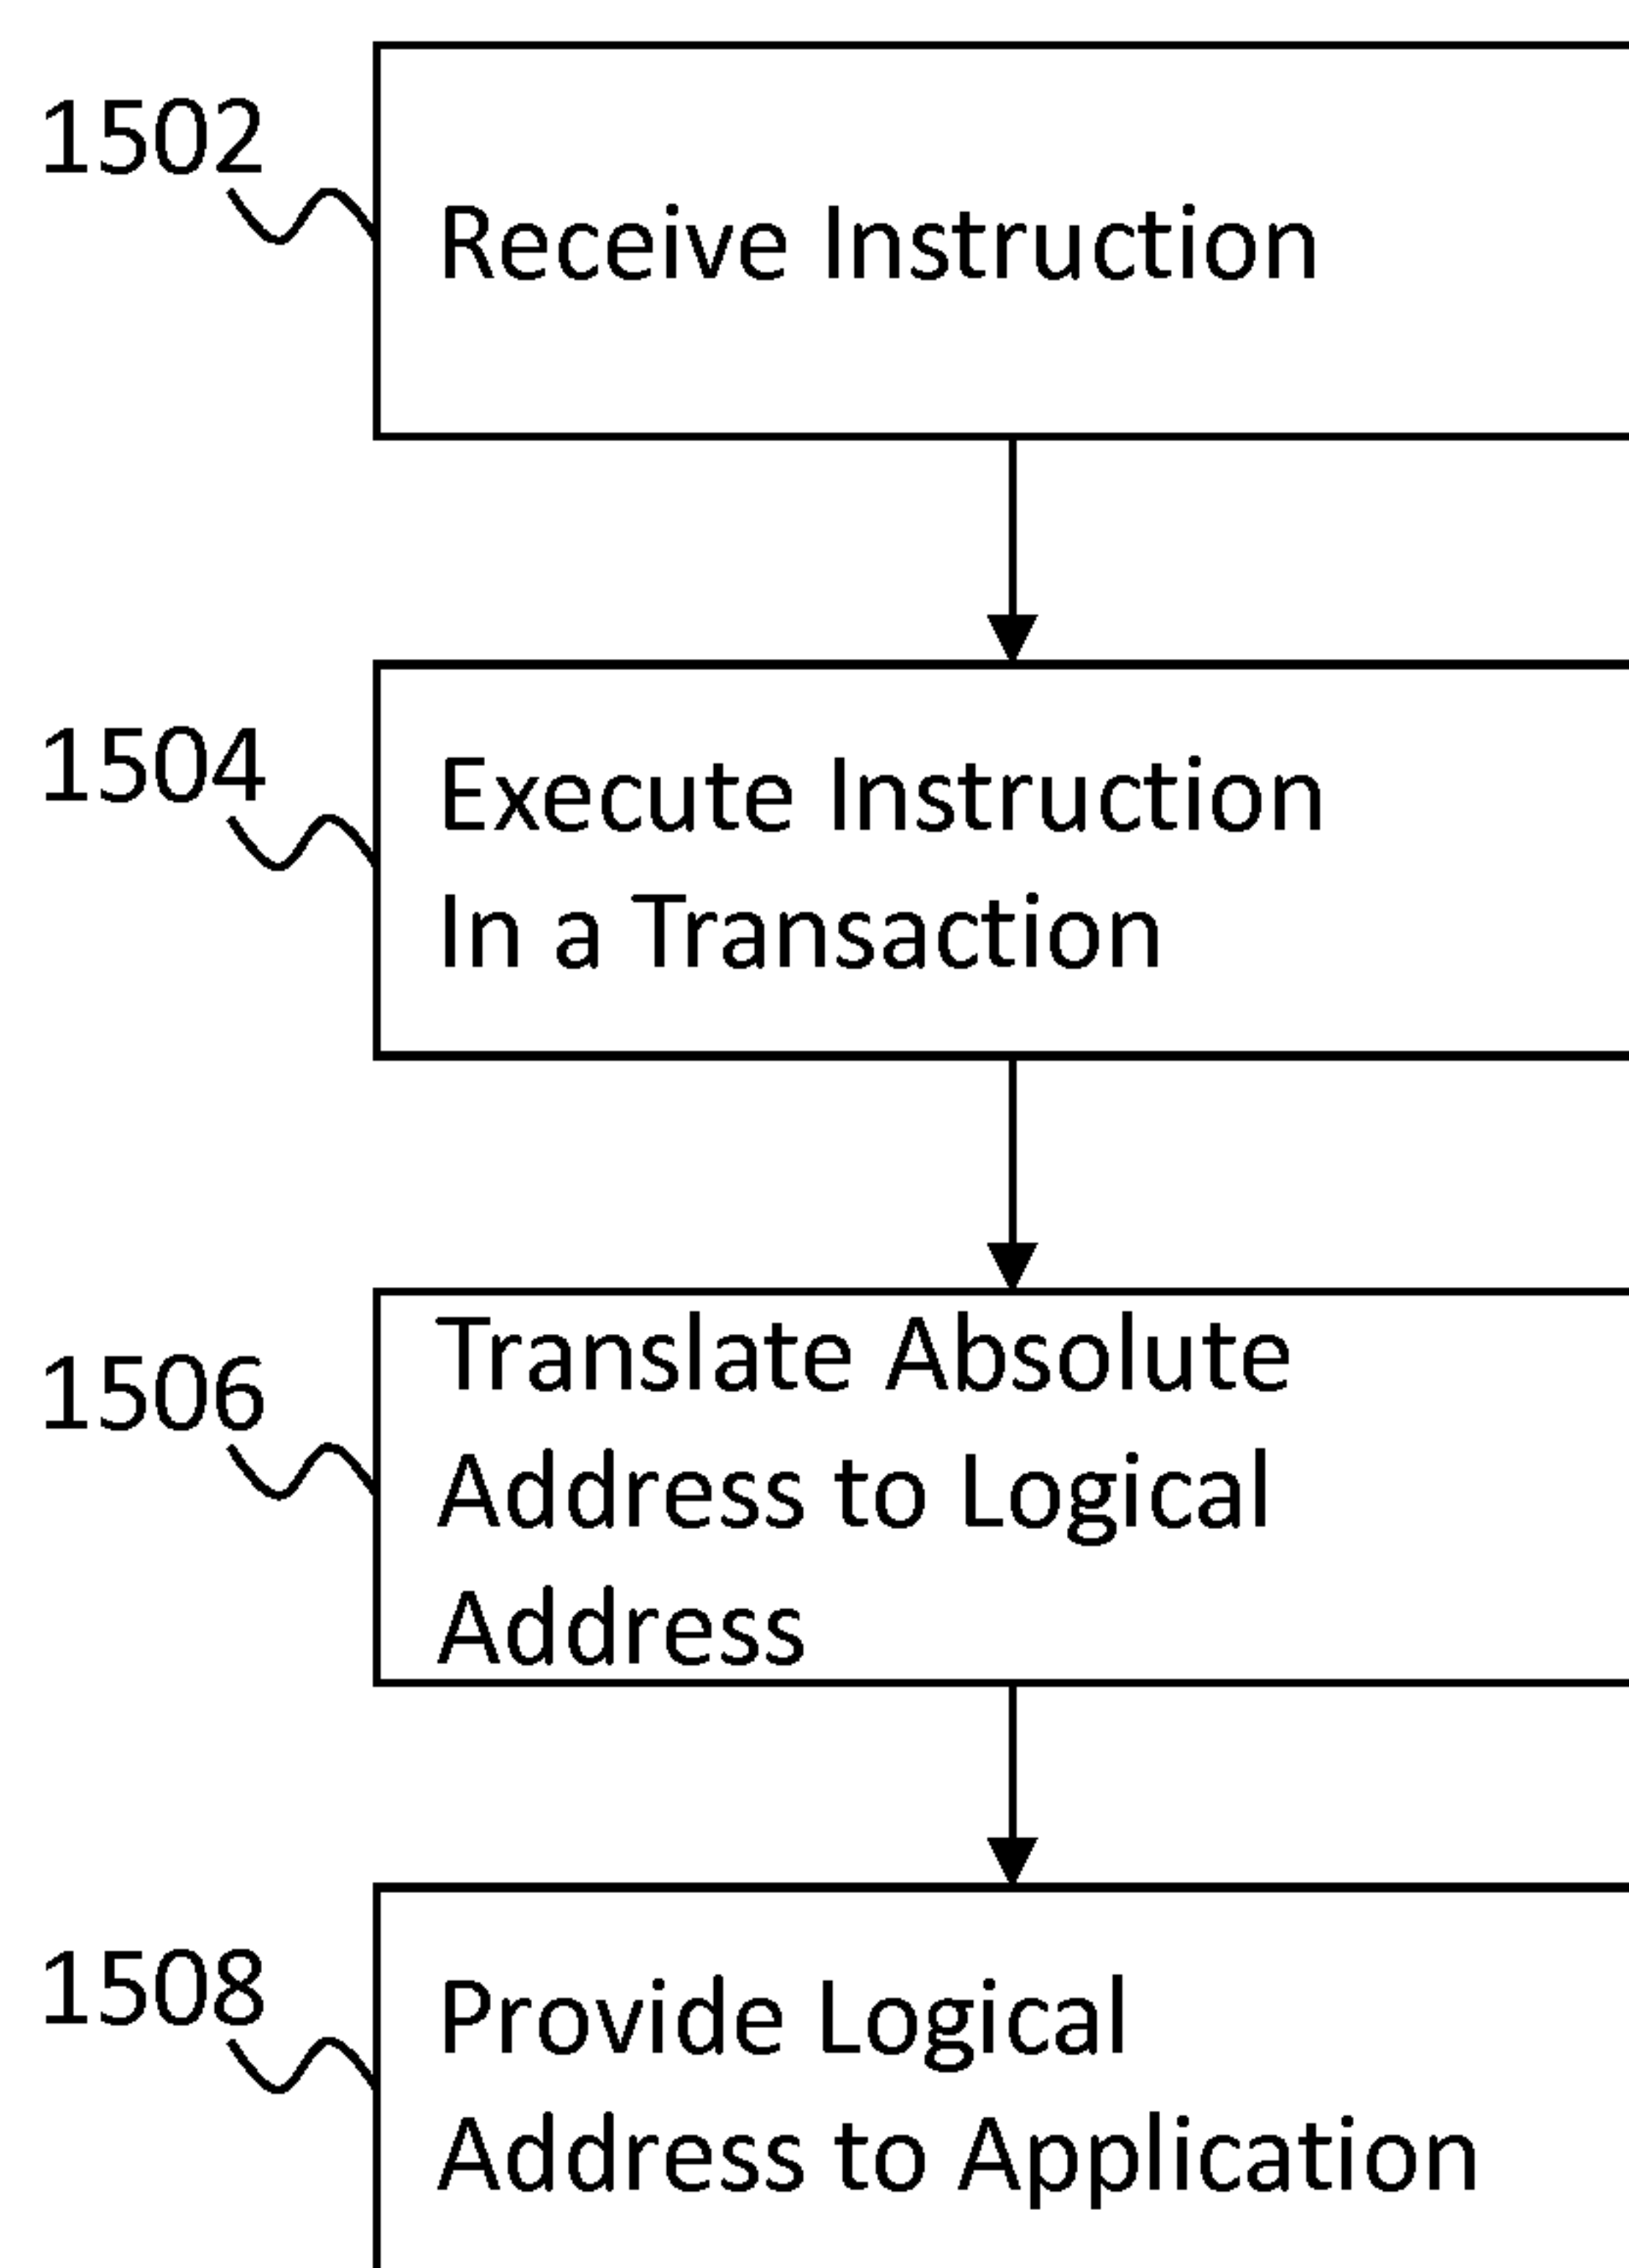 1502
Receive Instruction
1504
Execute Instruction
In a Transaction
1506
Translate Absolute
Address to Logical
Address
1508
Provide Logical
Address to Application